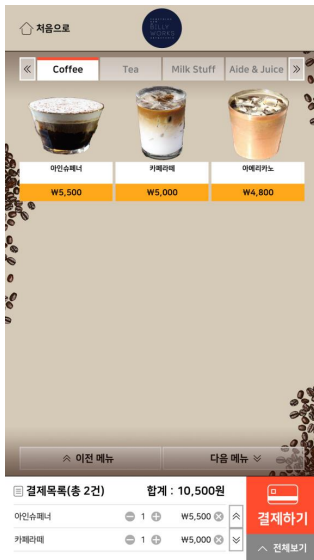 처음으로
BILLY
WORKS
Coffee
Tea
Milk Stuff
Aide & Juice
아인슈페너
카페라떼
아메리카노
₩5,500
₩5,000
₩4,800
이전 메뉴
다음 메뉴
결제목록(총 2건)
합계 : 10,500원
아인슈페너 1 ₩5,500
카페라떼 1 ₩5,000
결제하기
전체보기